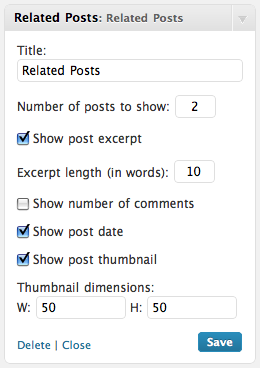 Related Posts: Related Posts
Title:
Related Posts
Number of posts to show: 2
Show post excerpt
Excerpt length (in words): 10
Show number of comments
Show post date
Show post thumbnail
Thumbnail dimensions:
W: 50 H: 50
Delete | Close Save